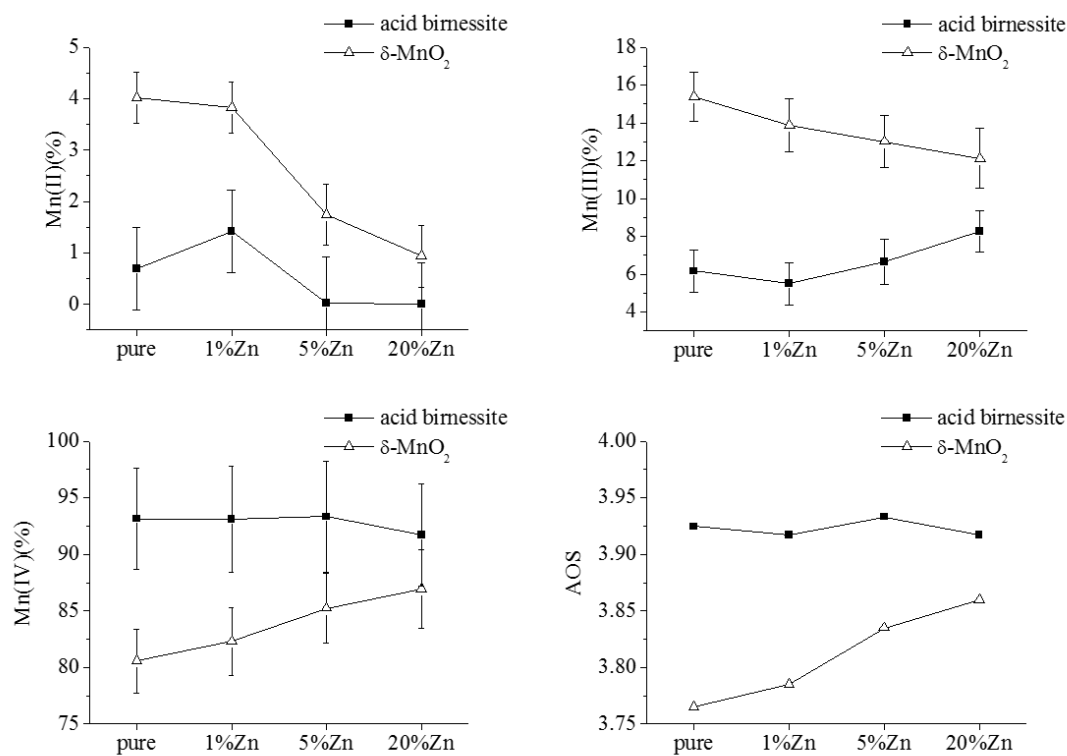 acid birnessite
δ-MnO₂
Mn(II)(%)
5
4
3
2
1
0
pure 1%Zn 5%Zn 20%Zn
acid birnessite
δ-MnO₂
Mn(III)(%)
18
16
14
12
10
8
6
4
pure 1%Zn 5%Zn 20%Zn
acid birnessite
δ-MnO₂
Mn(IV)(%)
100
95
90
85
80
75
pure 1%Zn 5%Zn 20%Zn
acid birnessite
δ-MnO₂
AOS
4.00
3.95
3.90
3.85
3.80
3.75
pure 1%Zn 5%Zn 20%Zn